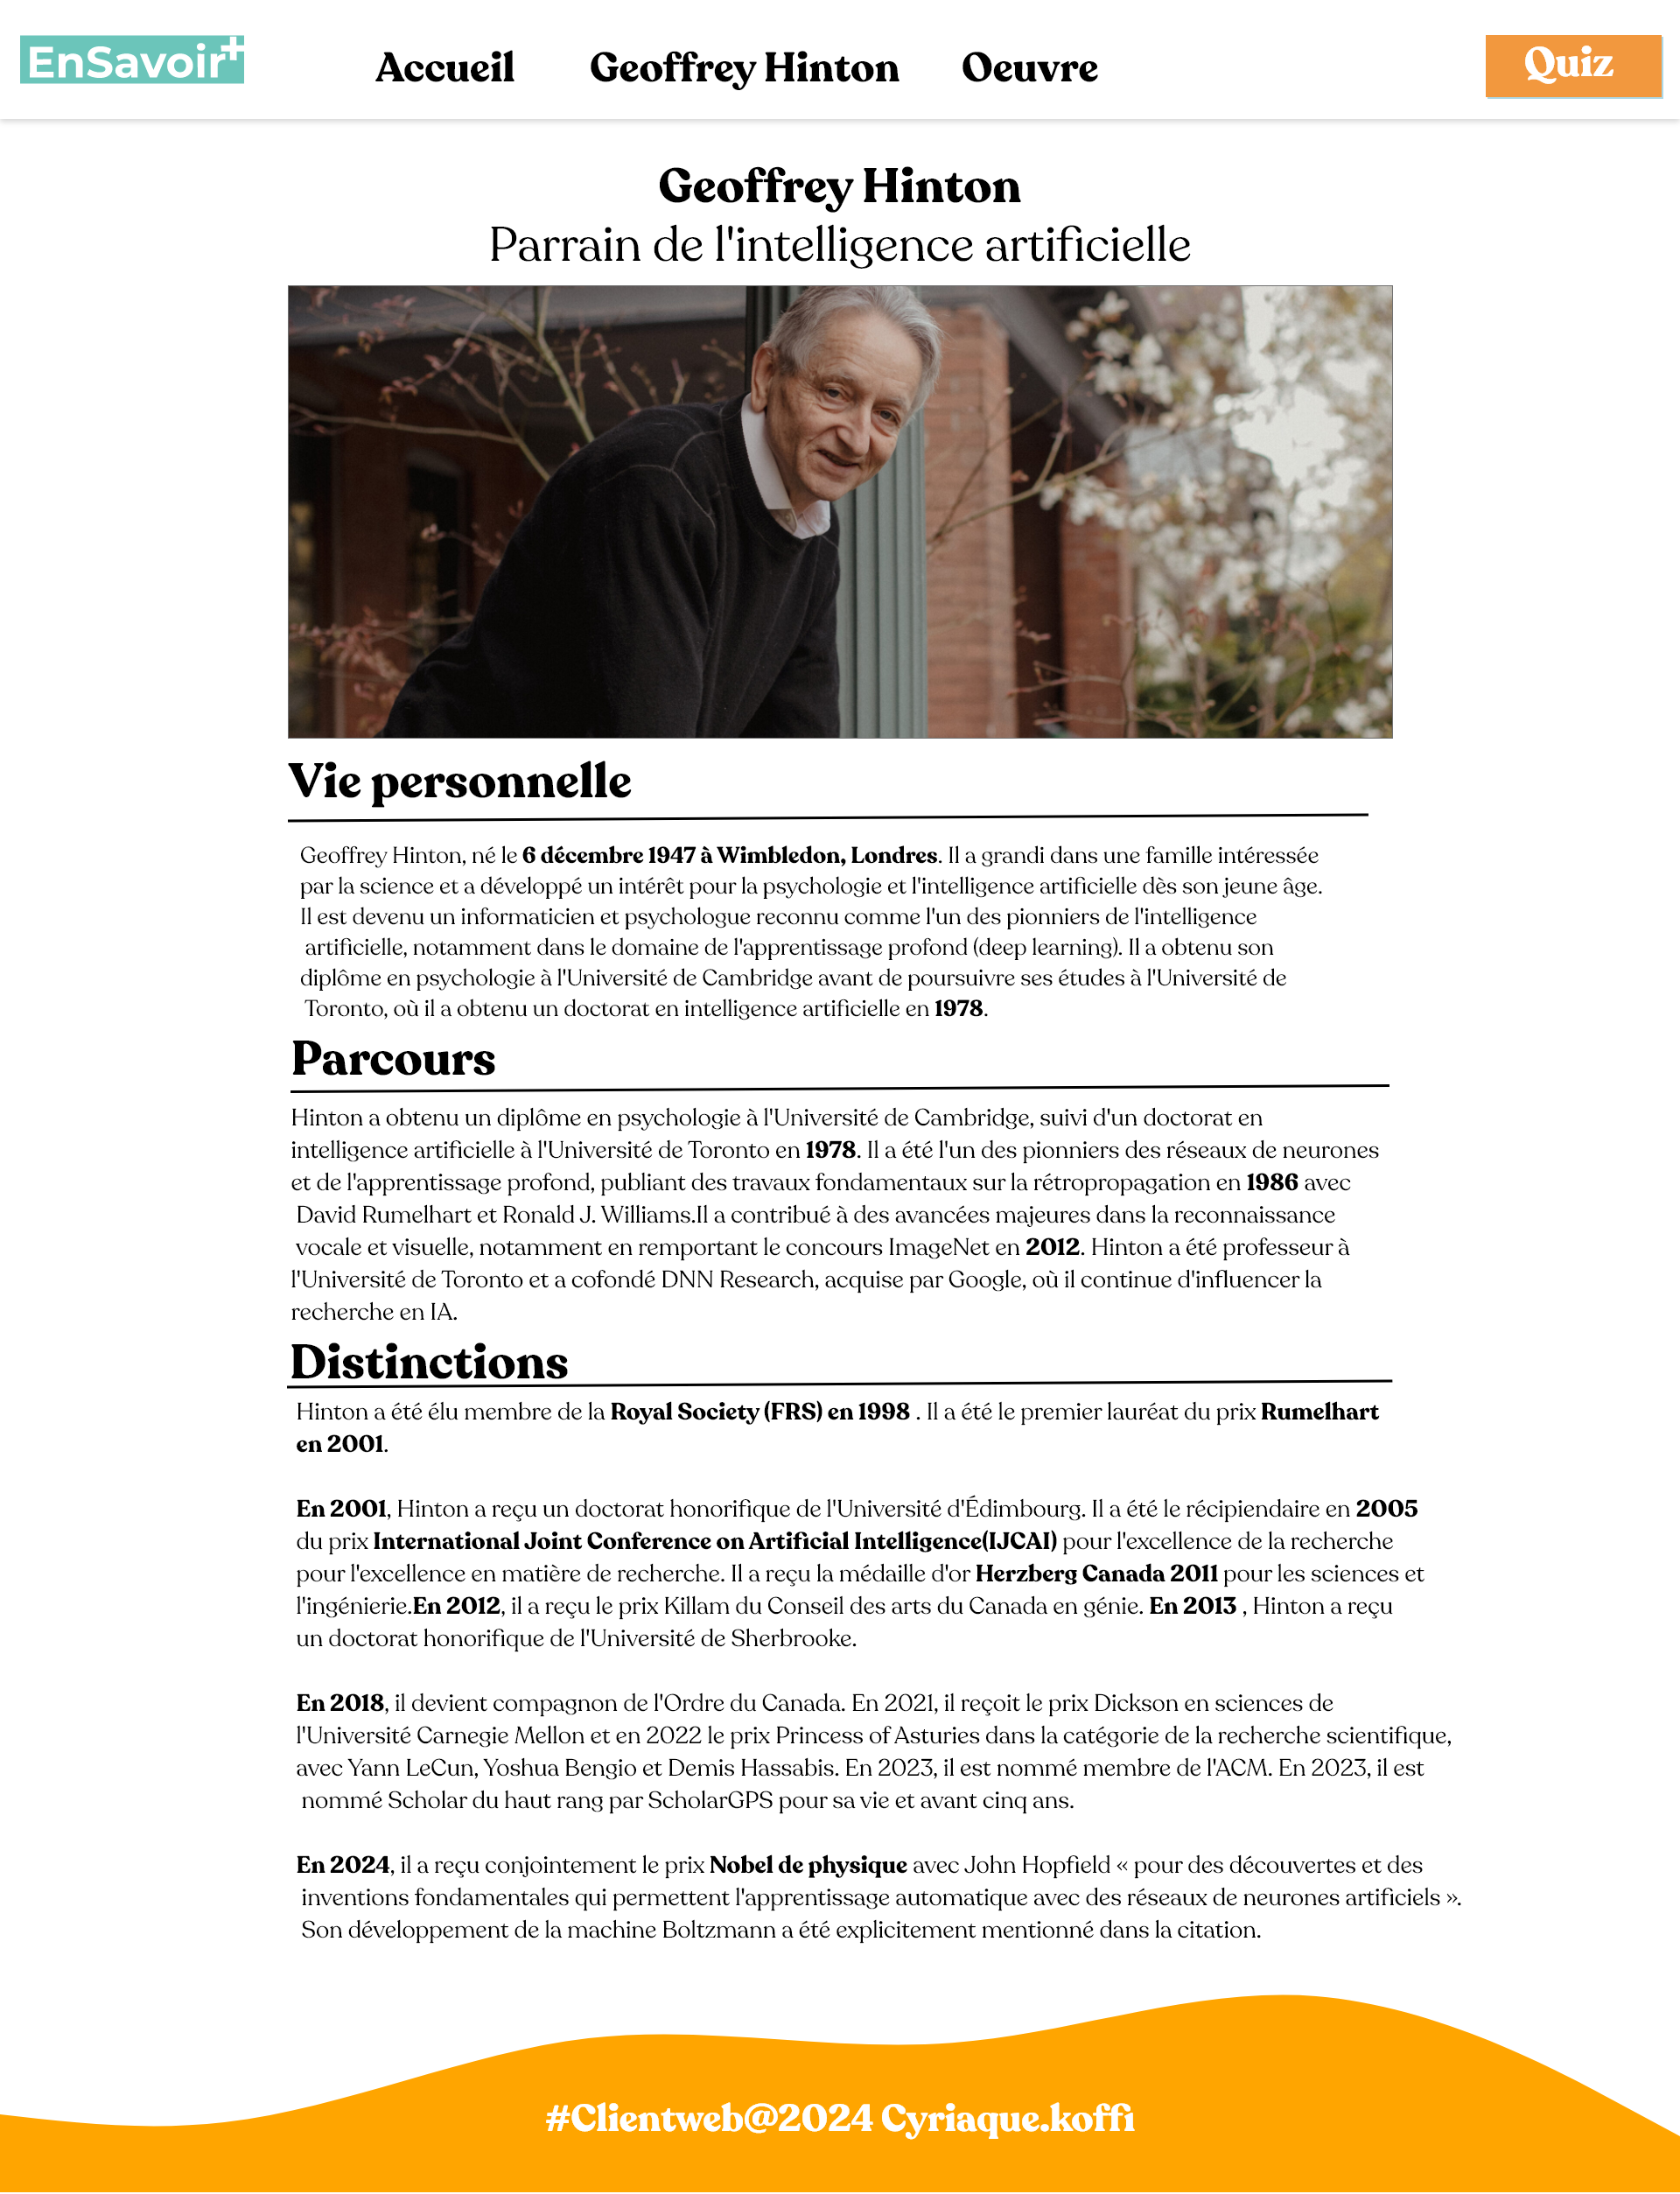 EnSavoir+
Accueil
Geoffrey Hinton
Oeuvre
Quiz
Geoffrey Hinton
Parrain de l'intelligence artificielle
Vie personnelle
Geoffrey Hinton, né le 6 décembre 1947 à Wimbledon, Londres. Il a grandi dans une famille intéressée
par la science et a développé un intérêt pour la psychologie et l'intelligence artificielle dès son jeune âge.
Il est devenu un informaticien et psychologue reconnu comme l'un des pionniers de l'intelligence
artificielle, notamment dans le domaine de l'apprentissage profond (deep learning). Il a obtenu son
diplôme en psychologie à l'Université de Cambridge avant de poursuivre ses études à l'Université de
Toronto, où il a obtenu un doctorat en intelligence artificielle en 1978.
Parcours
Hinton a obtenu un diplôme en psychologie à l'Université de Cambridge, suivi d'un doctorat en
intelligence artificielle à l'Université de Toronto en 1978. Il a été l'un des pionniers des réseaux de neurones
et de l'apprentissage profond, publiant des travaux fondamentaux sur la rétropropagation en 1986 avec
David Rumelhart et Ronald J. Williams.Il a contribué à des avancées majeures dans la reconnaissance
vocale et visuelle, notamment en remportant le concours ImageNet en 2012. Hinton a été professeur à
l'Université de Toronto et a cofondé DNN Research, acquise par Google, où il continue d'influencer la
recherche en IA.
Distinctions
Hinton a été élu membre de la Royal Society (FRS) en 1998 . Il a été le premier lauréat du prix Rumelhart
en 2001.
En 2001, Hinton a reçu un doctorat honorifique de l'Université d'Édimbourg. Il a été le récipiendaire en 2005
du prix International Joint Conference on Artificial Intelligence(IJCAI) pour l'excellence de la recherche
pour l'excellence en matière de recherche. Il a reçu la médaille d'or Herzberg Canada 2011 pour les sciences et
l'ingénierie.En 2012, il a reçu le prix Killam du Conseil des arts du Canada en génie. En 2013 , Hinton a reçu
un doctorat honorifique de l'Université de Sherbrooke.
En 2018, il devient compagnon de l'Ordre du Canada. En 2021, il reçoit le prix Dickson en sciences de
l'Université Carnegie Mellon et en 2022 le prix Princess of Asturies dans la catégorie de la recherche scientifique,
avec Yann LeCun, Yoshua Bengio et Demis Hassabis. En 2023, il est nommé membre de l'ACM. En 2023, il est
nommé Scholar du haut rang par ScholarGPS pour sa vie et avant cinq ans.
En 2024, il a reçu conjointement le prix Nobel de physique avec John Hopfield « pour des découvertes et des
inventions fondamentales qui permettent l'apprentissage automatique avec des réseaux de neurones artificiels ».
Son développement de la machine Boltzmann a été explicitement mentionné dans la citation.
#Clientweb@2024 Cyriaque.koffi